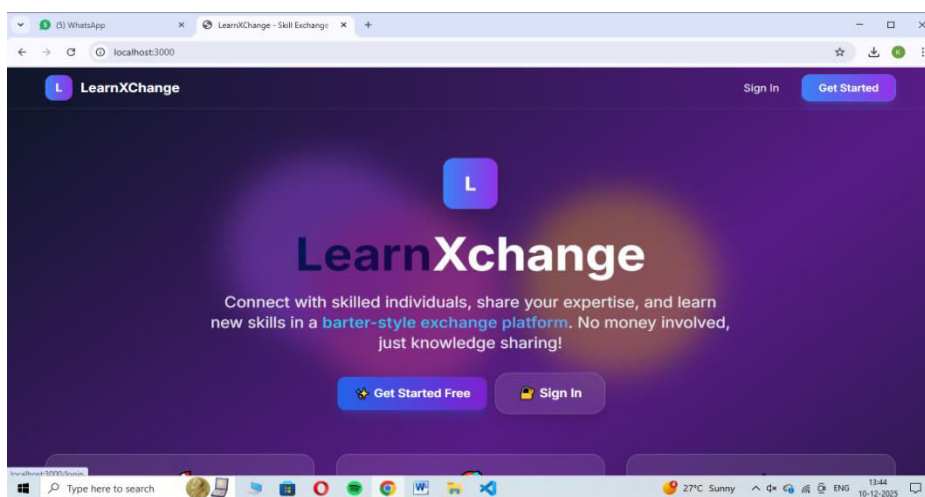 (5) WhatsApp
LearnXChange - Skill Exchange
localhost:3000
L LearnXChange
Sign In
Get Started
L
LearnXchange
Connect with skilled individuals, share your expertise, and learn
new skills in a barter-style exchange platform. No money involved,
just knowledge sharing!
Get Started Free
Sign In
localhost:3000/login
Type here to search
27°C Sunny
ENG
13:44
10-12-2025